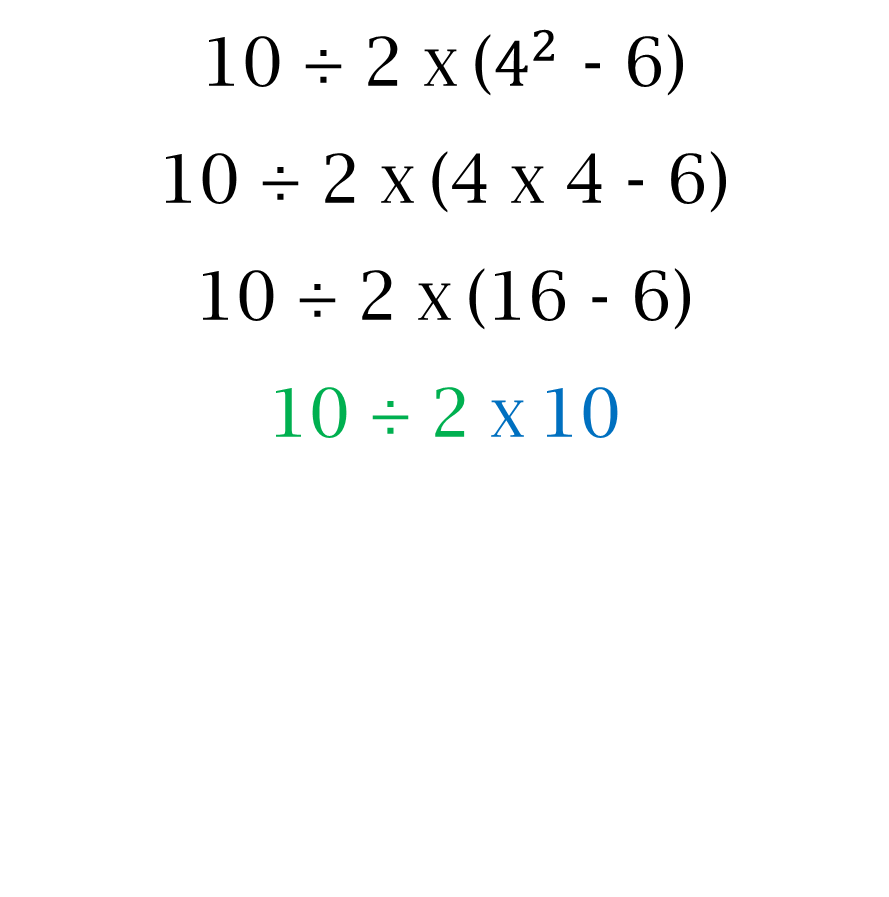 10 ÷ 2 x (4² - 6)
10 ÷ 2 x (4 x 4 - 6)
10 ÷ 2 x (16 - 6)
10 ÷ 2 x 10